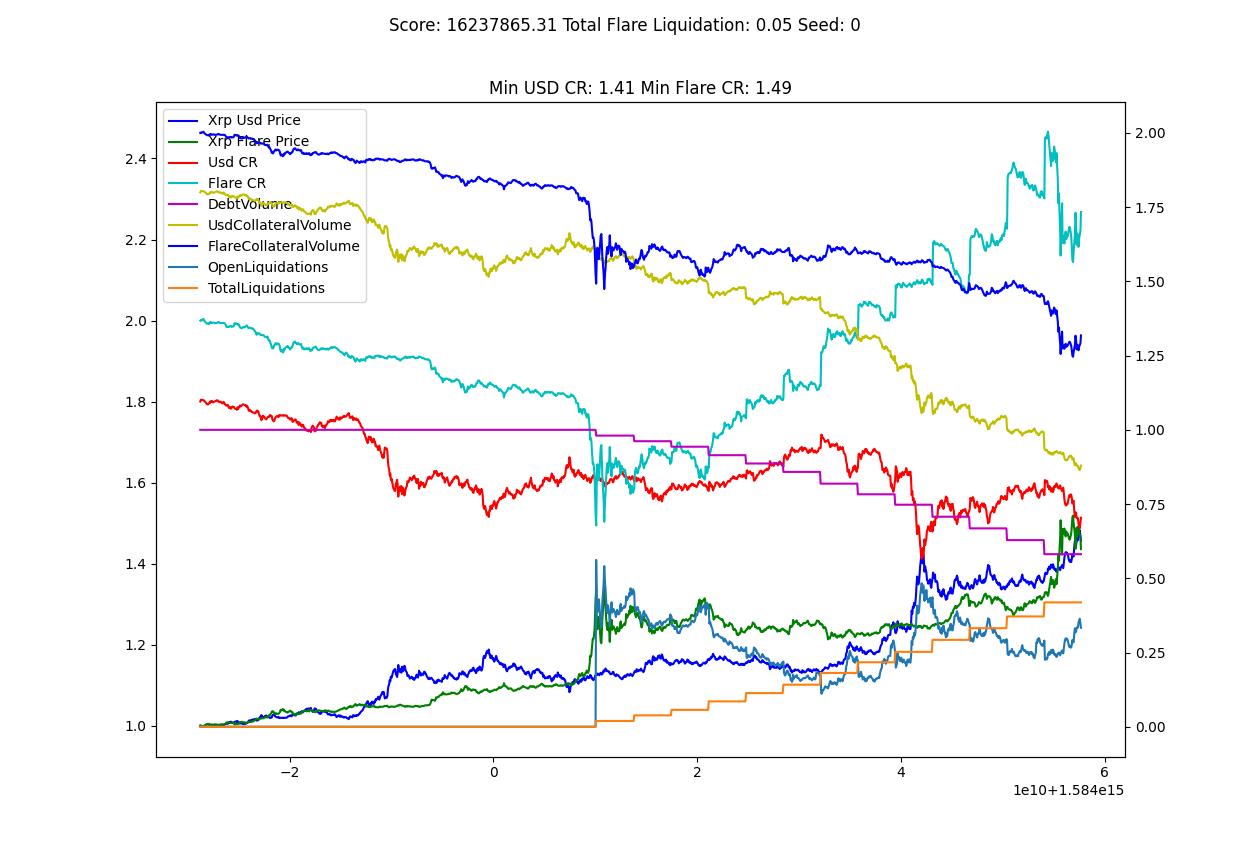 Score: 16237865.31 Total Flare Liquidation: 0.05 Seed: 0
Min USD CR: 1.41 Min Flare CR: 1.49
Xrp Usd Price
Xrp Flare Price
Usd CR
Flare CR
DebtVolume
UsdCollateralVolume
FlareCollateralVolume
OpenLiquidations
TotalLiquidations
2.4
2.2
2.0
1.8
1.6
1.4
1.2
1.0
2.00
1.75
1.50
1.25
1.00
0.75
0.50
0.25
0.00
−2
0
2
4
6
1e10+1.584e15